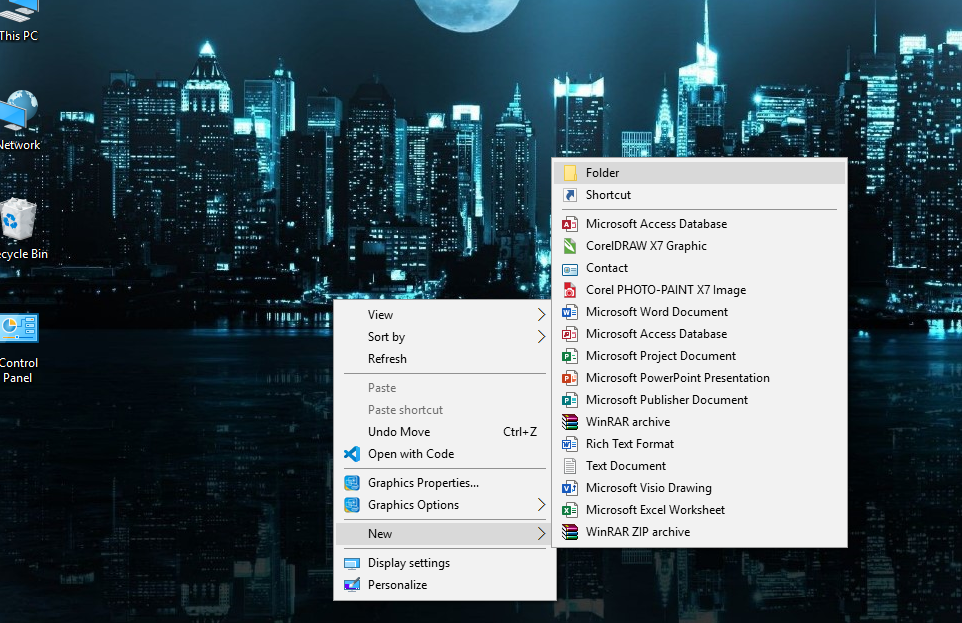 This PC
Network
ecycle Bin
Control
Panel
View
Sort by
Refresh
Paste
Paste shortcut
Undo Move Ctrl+Z
Open with Code
Graphics Properties...
Graphics Options
New
Display settings
Personalize
Folder
Shortcut
Microsoft Access Database
CorelDRAW X7 Graphic
Contact
Corel PHOTO-PAINT X7 Image
Microsoft Word Document
Microsoft Access Database
Microsoft Project Document
Microsoft PowerPoint Presentation
Microsoft Publisher Document
WinRAR archive
Rich Text Format
Text Document
Microsoft Visio Drawing
Microsoft Excel Worksheet
WinRAR ZIP archive